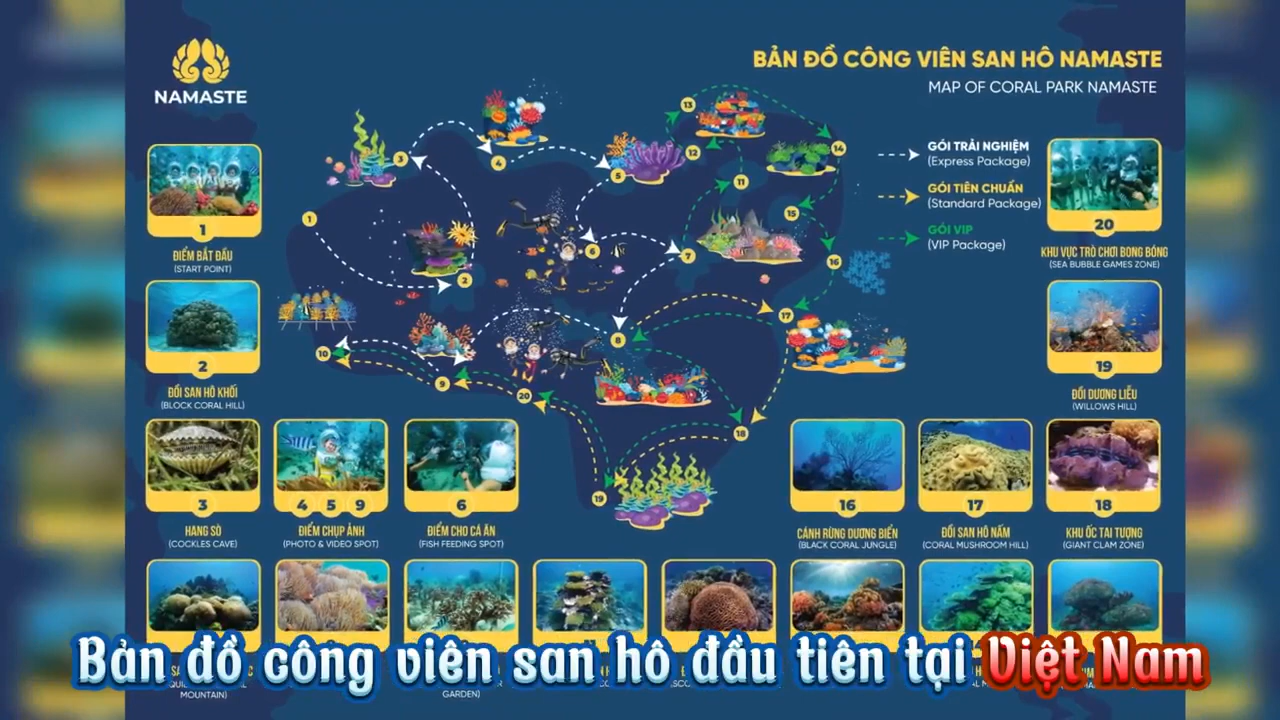 NAMASTE
BẢN ĐỒ CÔNG VIÊN SAN HÔ NAMASTE
MAP OF CORAL PARK NAMASTE
GÓI TRẢI NGHIỆM
(Express Package)
GÓI TIÊN CHUẨN
(Standard Package)
GÓI VIP
(VIP Package)
1
2
3
4
5
6
7
8
9
10
11
12
13
14
15
16
17
18
19
20
1
ĐIỂM BẮT ĐẦU
(START POINT)
20
KHU VỰC TRÒ CHƠI BONG BÓNG
(SEA BUBBLE GAMES ZONE)
2
ĐỒI SAN HÔ KHỐI
(BLOCK CORAL HILL)
19
ĐỒI DƯƠNG LIỄU
(WILLOWS HILL)
3
HANG SÒ
(COCKLES CAVE)
4 5 9
ĐIỂM CHỤP ẢNH
(PHOTO & VIDEO SPOT)
6
ĐIỂM CHO CÁ ĂN
(FISH FEEDING SPOT)
16
CÁNH RỪNG DƯƠNG BIỂN
(BLACK CORAL JUNGLE)
17
ĐỒI SAN HÔ NẤM
(CORAL MUSHROOM HILL)
18
KHU ỐC TAI TƯỢNG
(GIANT CLAM ZONE)
MOUNTAIN)
GARDEN)
Bản đồ công viên san hô đầu tiên tại Việt Nam